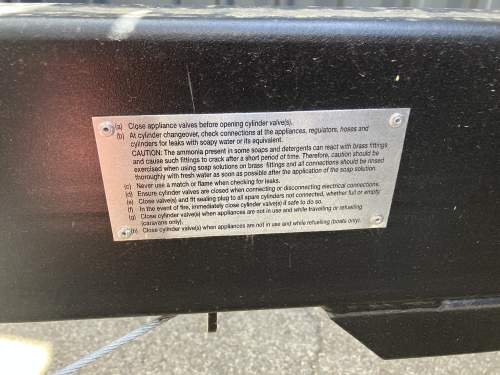 (a) Close appliance valves before opening cylinder valve(s).
(b) At cylinder changeover, check connections at the appliances, regulators, hoses and
cylinders for leaks with soapy water or its equivalent.
CAUTION: The ammonia present in some soaps and detergents can react with brass fittings
and cause such fittings to crack after a short period of time. Therefore, caution should be
exercised when using soap solutions on brass fittings and all connections should be rinsed
thoroughly with fresh water as soon as possible after the application of the soap solution.
(c) Never use a match or flame when checking for leaks.
(d) Ensure cylinder valves are closed when connecting or disconnecting electrical connections.
(e) Close valve(s) and fit sealing plug to all spare cylinders not connected, whether full or empty.
(f) In the event of fire, immediately close cylinder valve(s) if safe to do so.
(g) Close cylinder valve(s) when appliances are not in use and while travelling or refuelling
(caravans only).
(h) Close cylinder valve(s) when appliances are not in use and while refuelling (boats only).